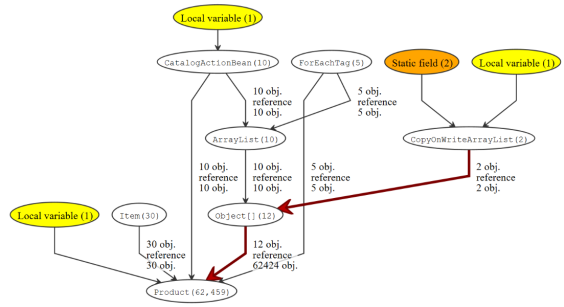 Local variable (1)
CatalogActionBean(10)
ForEachTag(5)
Static field (2)
Local variable (1)
10 obj.
reference
10 obj.
5 obj.
reference
5 obj.
ArrayList(10)
CopyOnWriteArrayList(2)
10 obj.
reference
10 obj.
10 obj.
reference
10 obj.
5 obj.
reference
5 obj.
2 obj.
reference
2 obj.
Local variable (1)
Item(30)
Object[](12)
30 obj.
reference
30 obj.
12 obj.
reference
62424 obj.
Product(62,459)